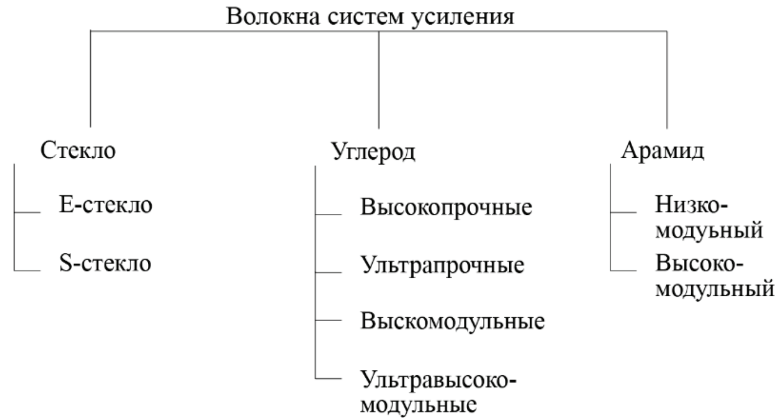 Волокна систем усиления
Стекло
E-стекло
S-стекло
Углерод
Высокопрочные
Ультрапрочные
Выскомодульные
Ультравысоко-
модульные
Арамид
Низко-
модуьный
Высоко-
модульный